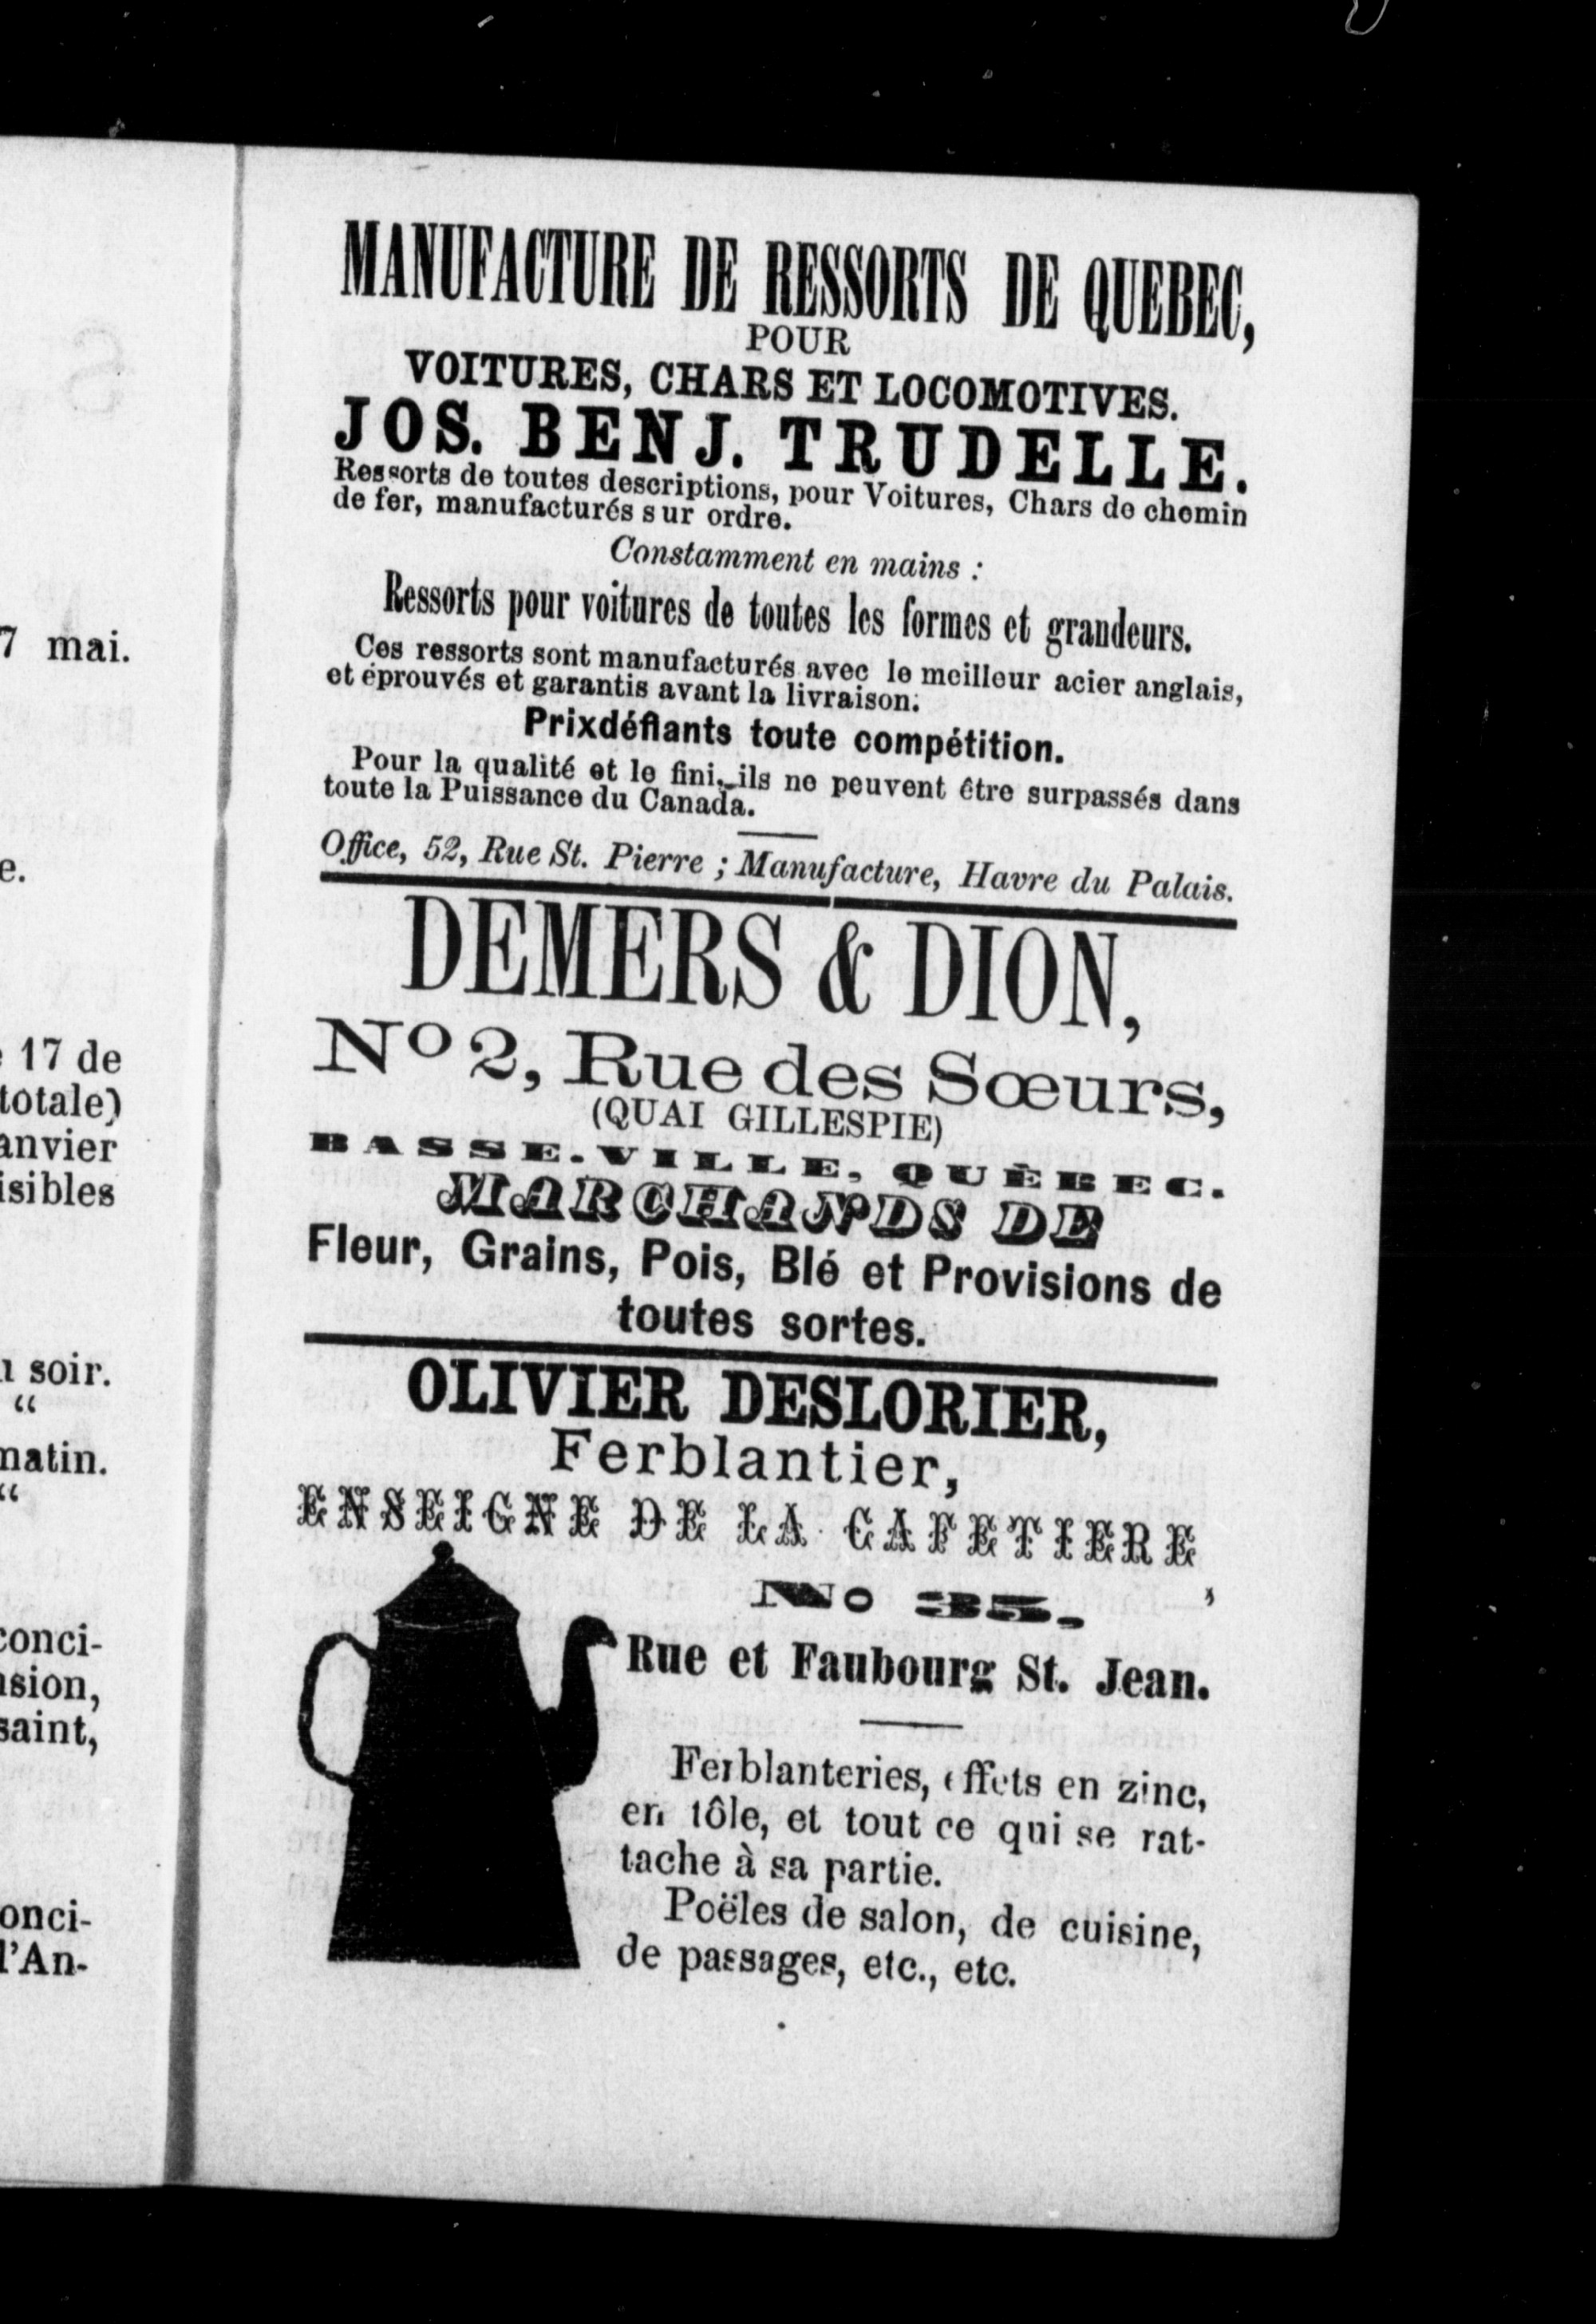 7 mai.
e.
17 de
totale)
anvier
isibles
u soir.
“
matin.
“
conci-
nsion,
saint,
onci-
l'An-
MANUFACTURE DE RESSORTS DE QUEBEC,
POUR
VOITURES, CHARS ET LOCOMOTIVES.
JOS. BENJ. TRUDELLE.
Ressorts de toutes descriptions, pour Voitures, Chars de chemin
de fer, manufacturés sur ordre.
Constamment en mains :
Ressorts pour voitures de toutes les formes et grandeurs.
Ces ressorts sont manufacturés avec le meilleur acier anglais,
et éprouvés et garantis avant la livraison.
Prixdéfiants toute compétition.
Pour la qualité et le fini, ils ne peuvent être surpassés dans
toute la Puissance du Canada.
Office, 52, Rue St. Pierre ; Manufacture, Havre du Palais.
DEMERS & DION,
No 2, Rue des Sœurs,
(QUAI GILLESPIE)
BASSE-VILLE, QUÈBEC.
MARCHANDS DE
Fleur, Grains, Pois, Blé et Provisions de
toutes sortes.
OLIVIER DESLORIER,
Ferblantier,
ENSEIGNE DE LA CAFETIERE,
No 35,
Rue et Faubourg St. Jean.
Ferblanteries, effets en zinc,
en tôle, et tout ce qui se rat-
tache à sa partie.
Poëles de salon, de cuisine,
de passages, etc., etc.